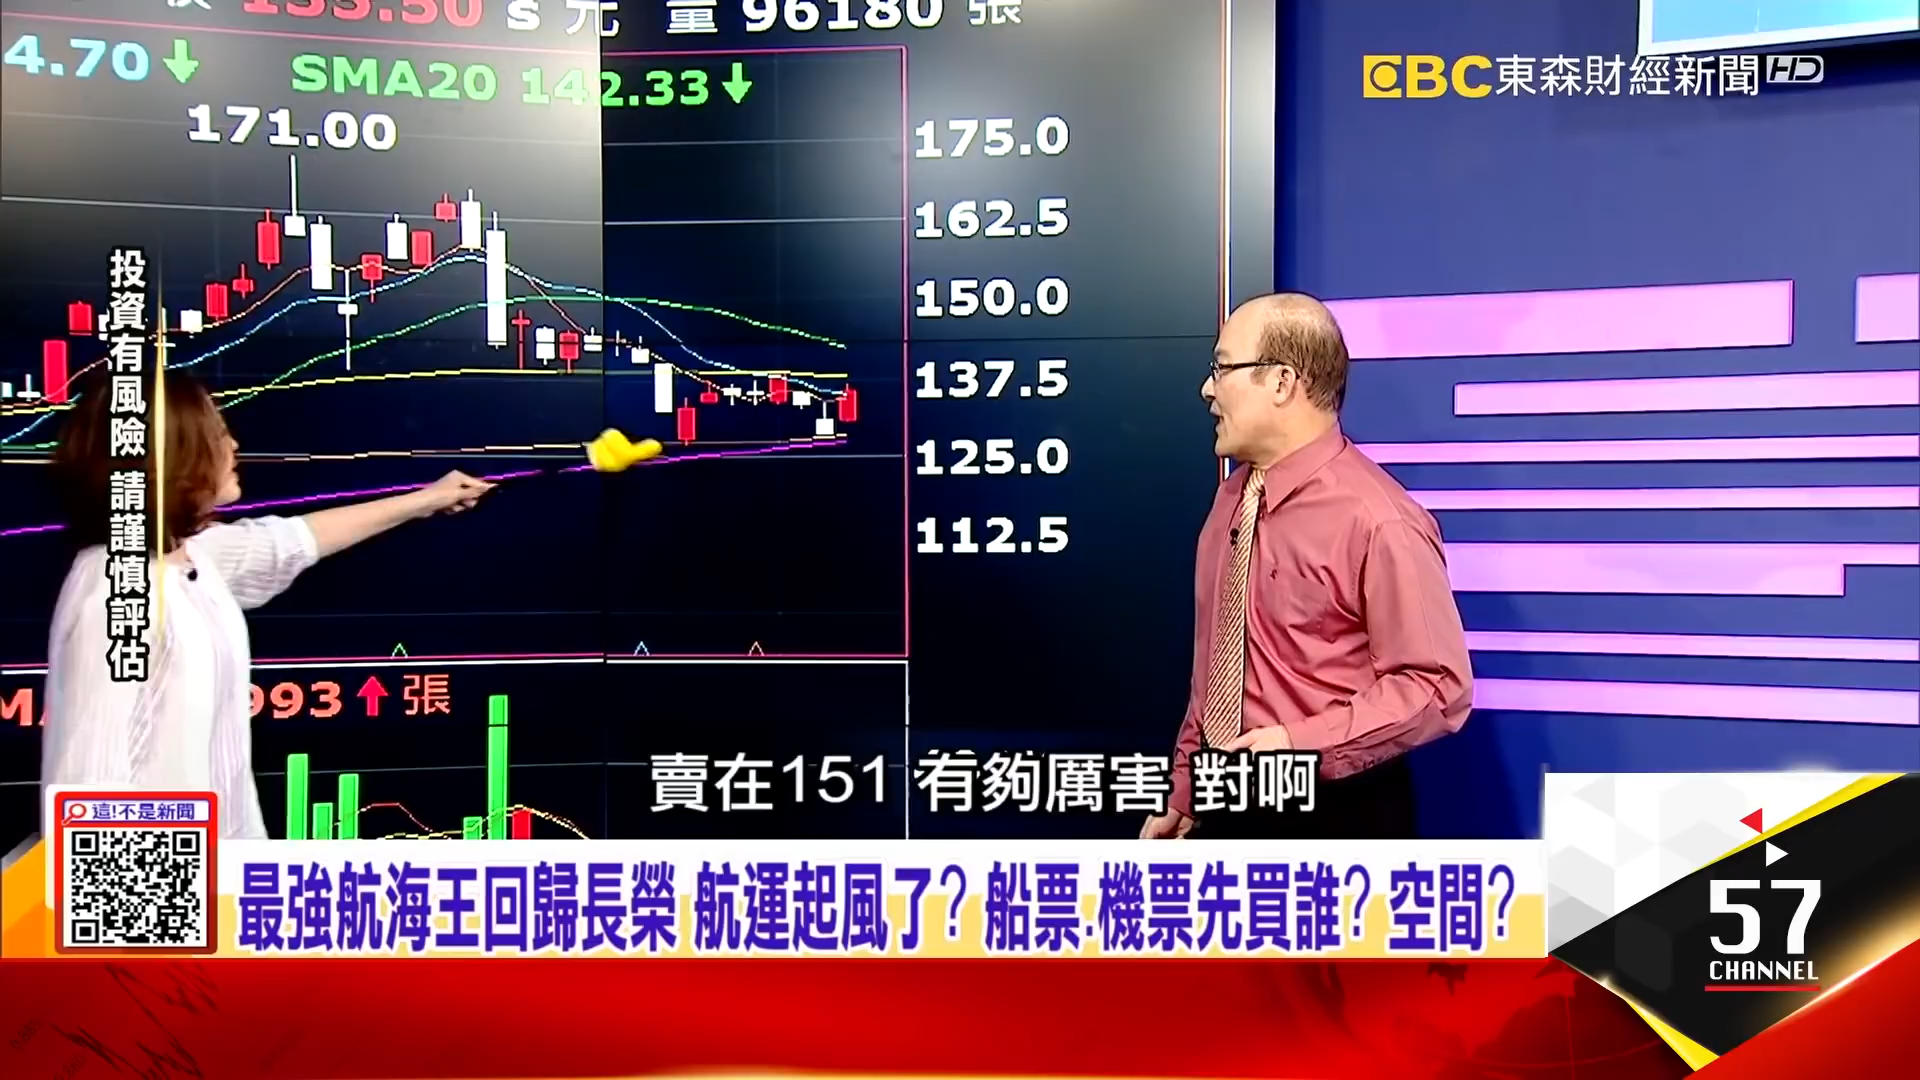 133.50 s 元 量 96180 張
4.70↓ SMA20 142.33↓
171.00
175.0
162.5
150.0
137.5
125.0
112.5
EBC東森財經新聞HD
投資有風險 請謹慎評估
993↑張
賣在151 有夠厲害 對啊
這!不是新聞
最強航海王回歸長榮 航運起風了? 船票.機票先買誰? 空間?
57
CHANNEL